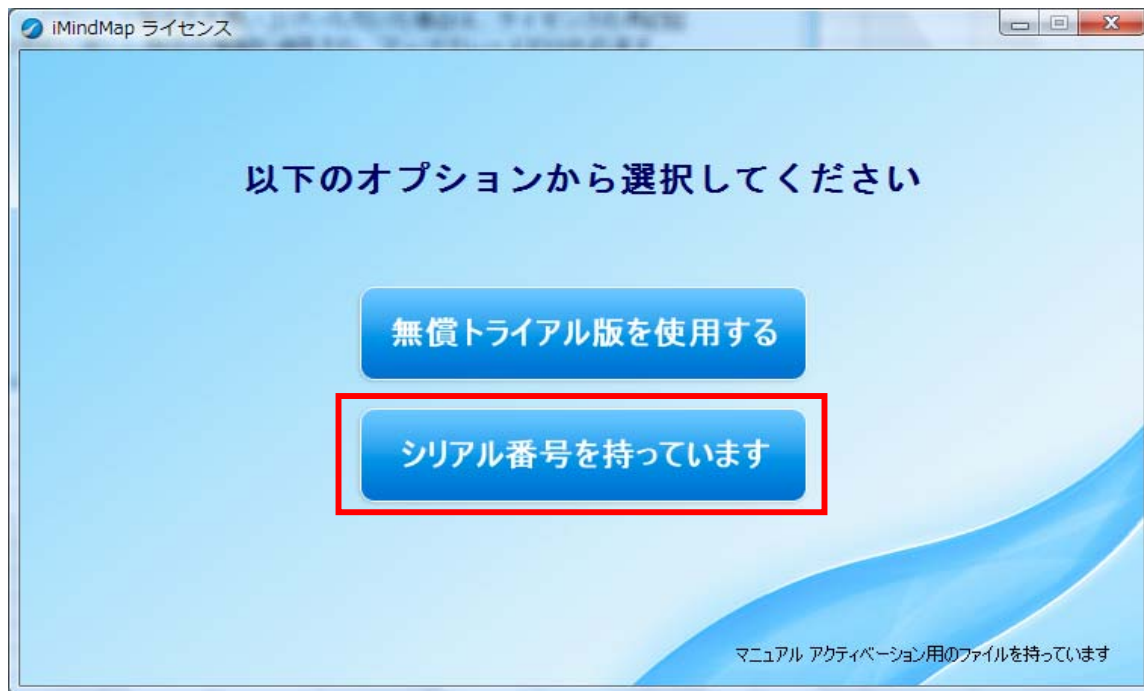 iMindMap ライセンス
以下のオプションから選択してください
無償トライアル版を使用する
シリアル番号を持っています
マニュアル アクティベーション用のファイルを持っています